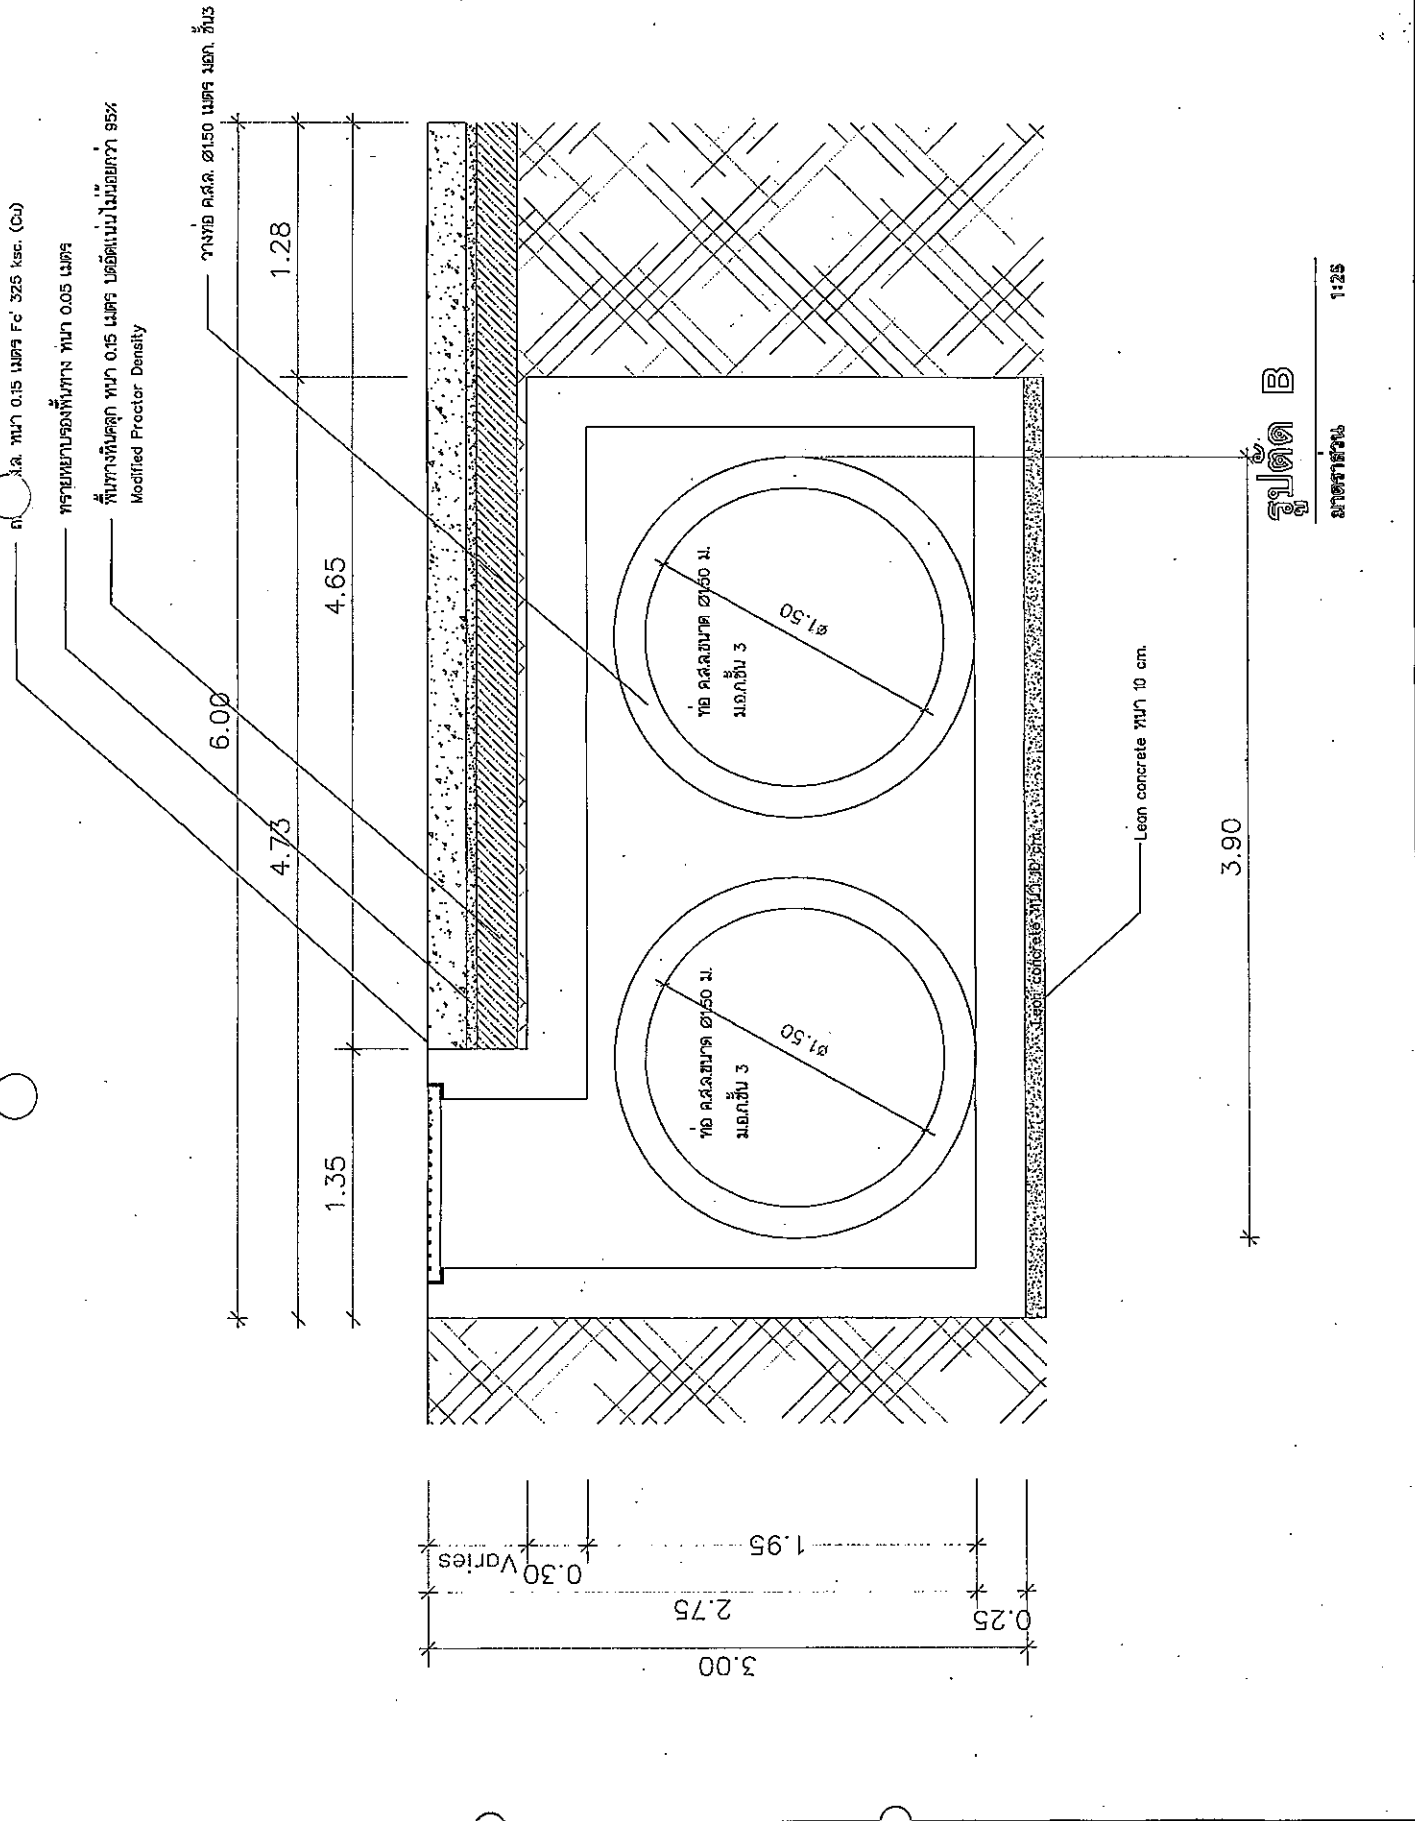 ส.ล. หนา 0.15 เมตร Fc' 325 ksc. (Cu)
ทรายหยาบรองพื้นทาง หนา 0.05 เมตร
พื้นทางหินคลุก หนา 0.15 เมตร บดอัดแน่นไม่น้อยกว่า 95%
Modified Proctor Density
วางท่อ ค.ส.ล. Ø1.50 เมตร มอก. ชั้น3
6.00
4.73
1.28
1.35
4.65
ท่อ ค.ส.ล.ขนาด Ø1.50 ม.
ม.อ.ก.ชั้น 3
ø1.50
ท่อ ค.ส.ล.ขนาด Ø1.50 ม.
ม.อ.ก.ชั้น 3
ø1.50
Varies
0.30
1.95
2.75
0.25
3.00
Lean concrete หนา 10 cm.
Lean concrete หนา 10 cm.
3.90
รูปตัด B
มาตราส่วน 1:25